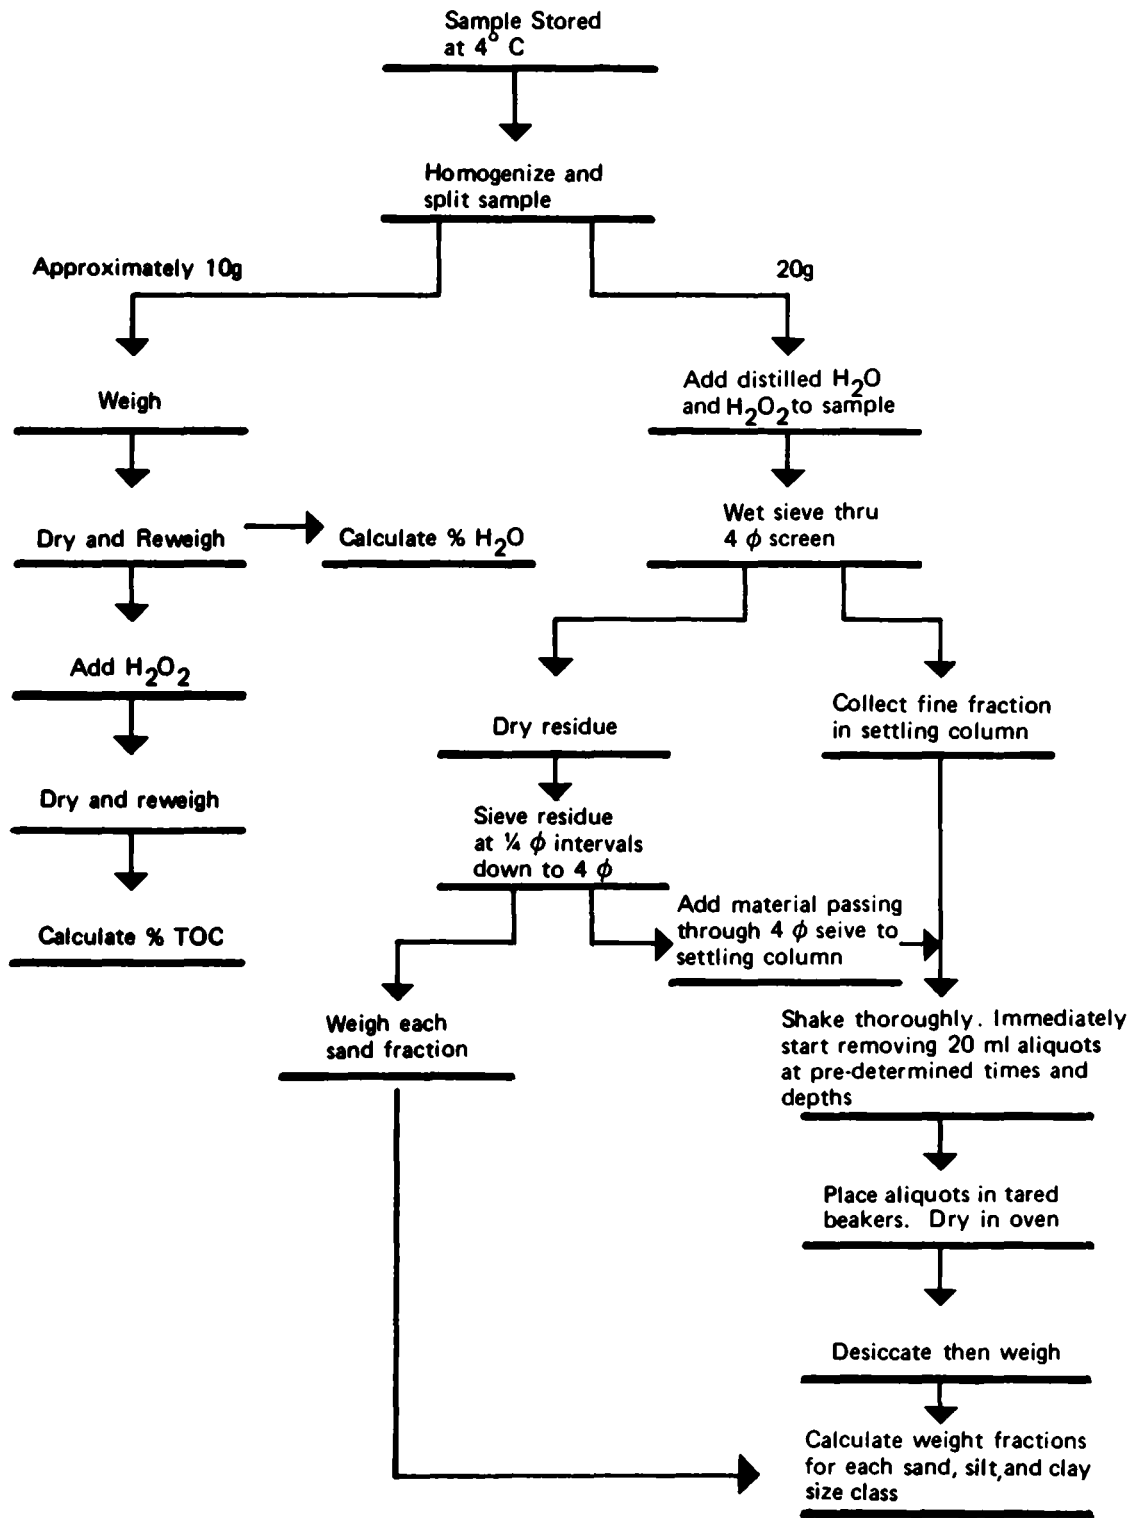 Sample Stored
at 4° C
Homogenize and
split sample
Approximately 10g
20g
Weigh
Add distilled H₂O
and H₂O₂ to sample
Dry and Reweigh
Calculate % H₂O
Wet sieve thru
4 ϕ screen
Add H₂O₂
Dry residue
Collect fine fraction
in settling column
Dry and reweigh
Sieve residue
at ¼ ϕ intervals
down to 4 ϕ
Calculate % TOC
Add material passing
through 4 ϕ seive to
settling column
Weigh each
sand fraction
Shake thoroughly. Immediately
start removing 20 ml aliquots
at pre-determined times and
depths
Place aliquots in tared
beakers. Dry in oven
Desiccate then weigh
Calculate weight fractions
for each sand, silt, and clay
size class